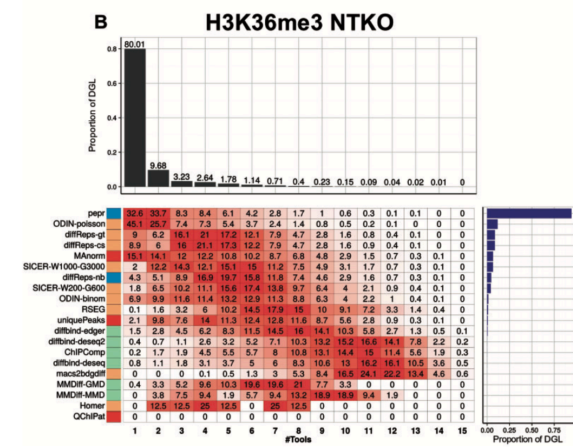 B
H3K36me3 NTKO
Proportion of DGL
0.8
0.6
0.4
0.2
0.0
80.01 9.68 3.23 2.64 1.78 1.14 0.71 0.4 0.23 0.15 0.09 0.04 0.02 0.01 0
pepr 32.6 33.7 8.3 8.4 6.1 4.2 2.8 1.7 1 0.6 0.3 0.1 0.1 0 0
ODIN-poisson 45.1 25.7 7.4 7.3 5.4 3.7 2.4 1.4 0.8 0.5 0.2 0.1 0 0 0
diffReps-gt 9 6.2 16.1 21 17.2 12.1 7.9 4.7 2.8 1.6 0.8 0.4 0.1 0 0
diffReps-cs 8.9 6 16 21.1 17.3 12.2 7.9 4.7 2.8 1.6 0.9 0.4 0.1 0 0
MAnorm 15.1 14.1 12 12.2 10.8 10.2 8.7 6.8 4.8 2.9 1.5 0.7 0.3 0.1 0
SICER-W1000-G3000 2 12.2 14.3 12.1 15.1 15 11.2 7.5 4.9 3.1 1.7 0.7 0.3 0.1 0
diffReps-nb 4.3 5.1 8.9 16.9 19.7 15.8 11.8 7.4 4.6 2.9 1.6 0.7 0.3 0.1 0
SICER-W200-G600 1.8 6.5 10.2 11.1 15.6 17.4 13.8 9.7 6.4 4 2.1 0.9 0.4 0.1 0
ODIN-binom 6.9 9.9 11.6 11.4 13.2 12.9 11.3 8.8 6.3 4 2.2 1 0.4 0.1 0
RSEG 0.1 1.6 3.2 6 10.2 14.5 17.9 15 10 9.1 7.2 3.3 1.4 0.4 0
uniquePeaks 2.1 9.8 7.6 14 11.3 12.4 12.8 11.6 8.7 5.6 2.8 0.9 0.3 0.1 0
diffbind-edger 1.5 2.8 4.5 6.2 8.3 11.5 14.5 16 14.1 10.3 5.8 2.7 1.3 0.5 0.1
diffbind-deseq2 0.4 0.7 1.1 2.6 3.2 5.2 7.1 10.3 13.2 15.2 16.6 14.1 7.8 2.2 0.2
ChIPComp 0.2 1.7 1.9 4.5 5.5 5.7 8 10.8 13.1 14.4 15 11.4 5.6 1.9 0.3
diffbind-deseq 0.8 1.1 1.8 3.1 3.7 5 6 8.3 10.6 13 16.2 16.1 10.5 3.6 0.5
macs2bdgdiff 0 0 0 0.1 0.5 1.3 3 5.3 8.4 16.5 24.1 22.2 13.4 4.6 0.6
MMDiff-GMD 0.4 3.3 5.2 9.6 10.3 19.6 19.6 21 7.7 3.3 0 0 0 0 0
MMDiff-MMD 0 3.8 7.5 9.4 1.9 5.7 9.4 13.2 18.9 18.9 9.4 1.9 0 0 0
Homer 0 12.5 12.5 25 12.5 0 25 12.5 0 0 0 0 0 0 0
QChIPat 0 0 0 0 0 0 0 0 0 0 0 0 0 0 0
1 2 3 4 5 6 7 8 9 10 11 12 13 14 15
#Tools
0.00 0.25 0.50 0.75
Proportion of DGL